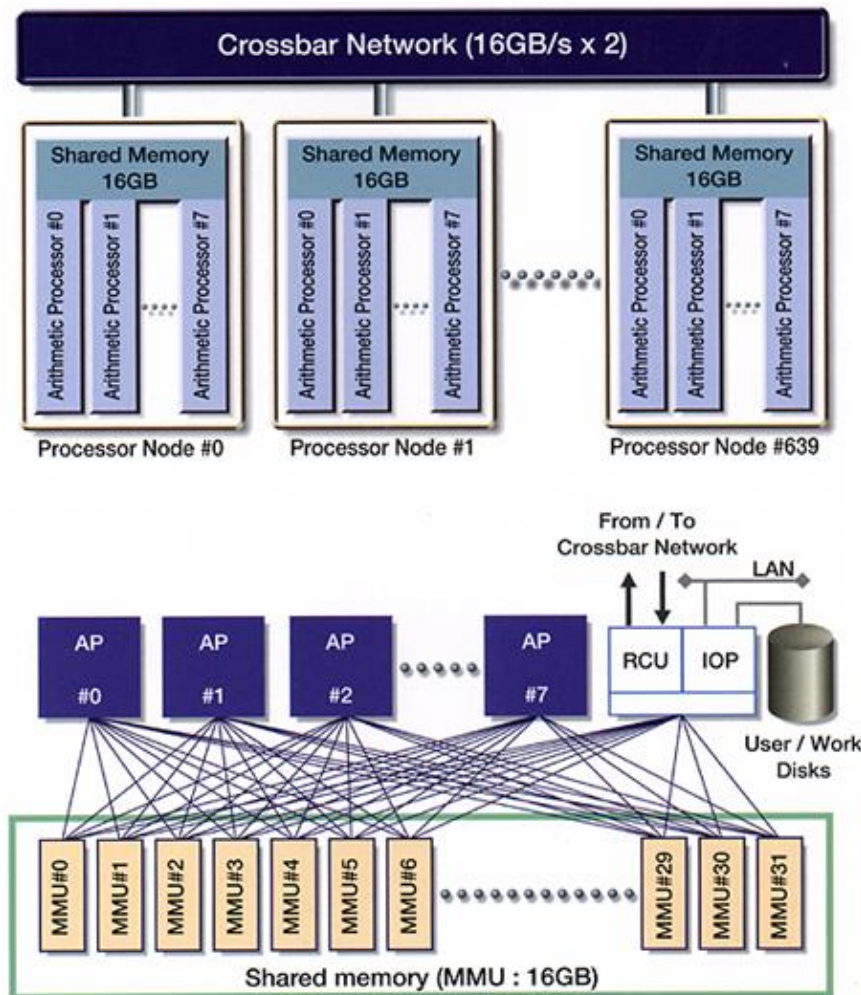 Crossbar Network (16GB/s x 2)
Shared Memory
16GB
Arithmetic Processor #0
Arithmetic Processor #1
Arithmetic Processor #7
Processor Node #0
Shared Memory
16GB
Arithmetic Processor #0
Arithmetic Processor #1
Arithmetic Processor #7
Processor Node #1
Shared Memory
16GB
Arithmetic Processor #0
Arithmetic Processor #1
Arithmetic Processor #7
Processor Node #639
From / To
Crossbar Network
LAN
AP
#0
AP
#1
AP
#2
AP
#7
RCU
IOP
User / Work
Disks
MMU#0
MMU#1
MMU#2
MMU#3
MMU#4
MMU#5
MMU#6
MMU#29
MMU#30
MMU#31
Shared memory (MMU : 16GB)